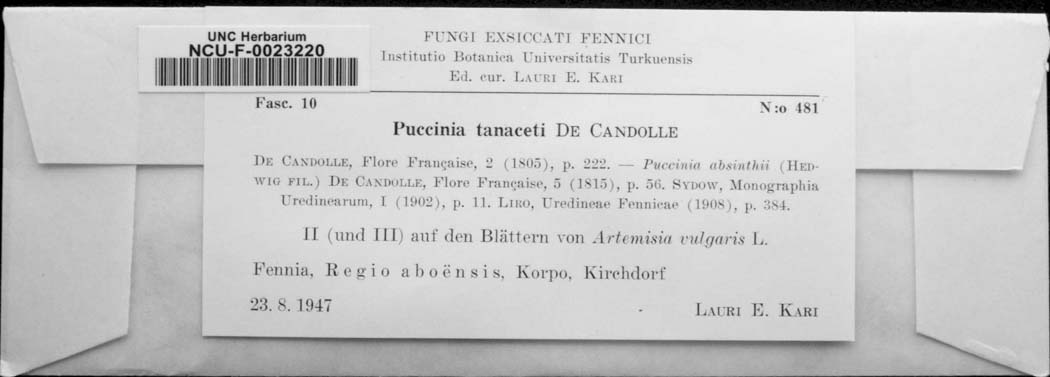 UNC Herbarium
NCU-F-0023220
FUNGI EXSICCATI FENNICI
Institutio Botanica Universitatis Turkuensis
Ed. cur. LAURI E. KARI
Fasc. 10
N:o 481
Puccinia tanaceti DE CANDOLLE
DE CANDOLLE, Flore Française, 2 (1805), p. 222. — Puccinia absinthii (HED-
WIG FIL.) DE CANDOLLE, Flore Française, 5 (1815), p. 56. SYDOW, Monographia
Uredinearum, I (1902), p. 11. LIRO, Uredineae Fennicae (1908), p. 384.
II (und III) auf den Blättern von Artemisia vulgaris L.
Fennia, Regio aboënsis, Korpo, Kirchdorf
23. 8. 1947
LAURI E. KARI